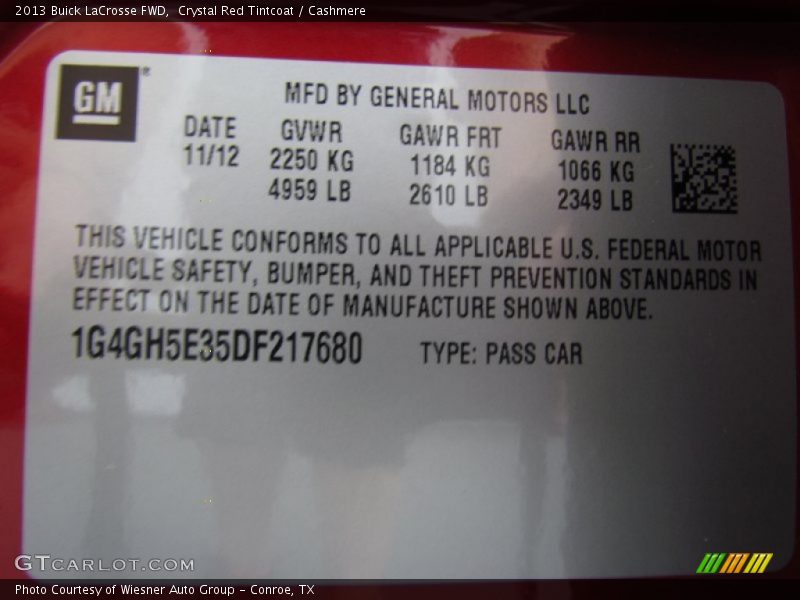 2013 Buick LaCrosse FWD, Crystal Red Tintcoat / Cashmere
GM®
MFD BY GENERAL MOTORS LLC
DATE GVWR GAWR FRT GAWR RR
11/12 2250 KG 1184 KG 1066 KG
4959 LB 2610 LB 2349 LB
THIS VEHICLE CONFORMS TO ALL APPLICABLE U.S. FEDERAL MOTOR
VEHICLE SAFETY, BUMPER, AND THEFT PREVENTION STANDARDS IN
EFFECT ON THE DATE OF MANUFACTURE SHOWN ABOVE.
1G4GH5E35DF217680 TYPE: PASS CAR
GTCARLOT.COM
Photo Courtesy of Wiesner Auto Group - Conroe, TX